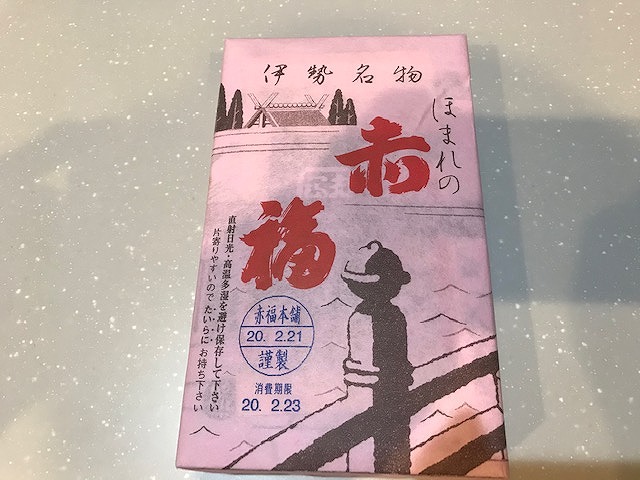 伊勢名物
ほまれの
赤
福
直射日光・高温多湿を避け保存して下さい
片寄りやすいので たいらに お持ち下さい
赤福本舗
20. 2.21
謹製
消費期限
20. 2.23